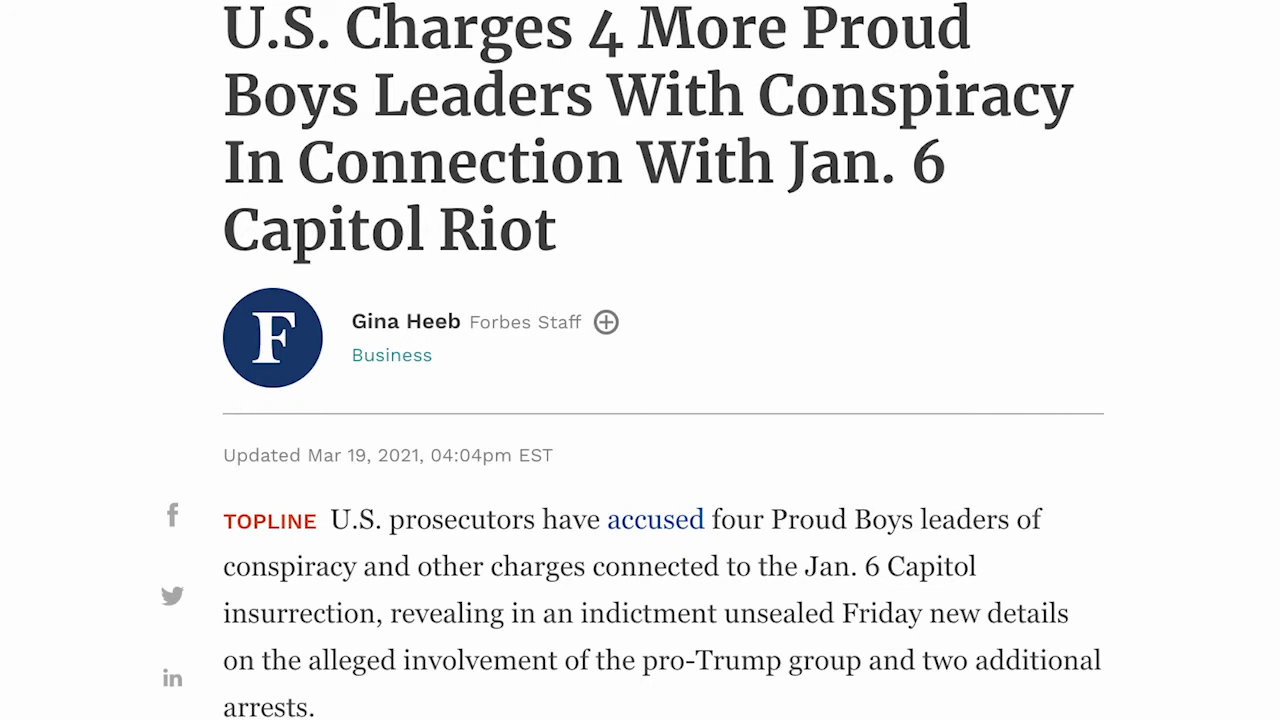 U.S. Charges 4 More Proud
Boys Leaders With Conspiracy
In Connection With Jan. 6
Capitol Riot
F
Gina Heeb Forbes Staff
Business
Updated Mar 19, 2021, 04:04pm EST
TOPLINE U.S. prosecutors have accused four Proud Boys leaders of
conspiracy and other charges connected to the Jan. 6 Capitol
insurrection, revealing in an indictment unsealed Friday new details
on the alleged involvement of the pro-Trump group and two additional
arrests.